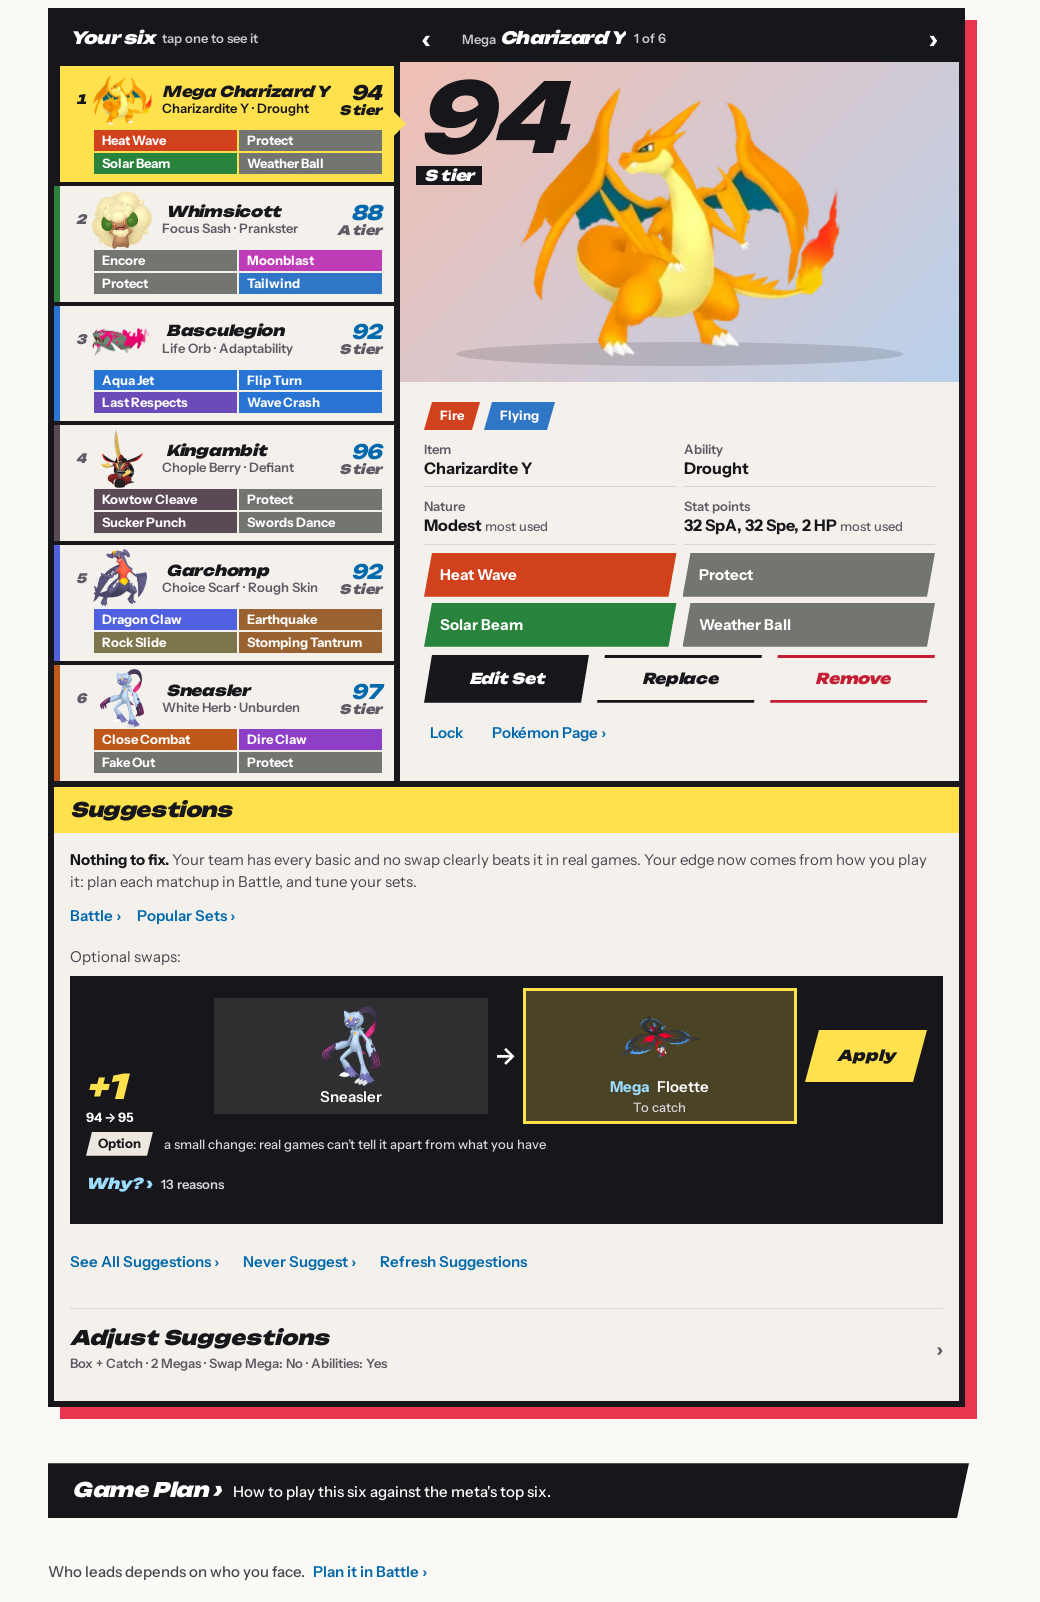 Your six tap one to see it
‹ Mega Charizard Y 1 of 6 ›
1 Mega Charizard Y 94
Charizardite Y · Drought S tier
Heat Wave Protect
Solar Beam Weather Ball
2 Whimsicott 88
Focus Sash · Prankster A tier
Encore Moonblast
Protect Tailwind
3 Basculegion 92
Life Orb · Adaptability S tier
Aqua Jet Flip Turn
Last Respects Wave Crash
4 Kingambit 96
Chople Berry · Defiant S tier
Kowtow Cleave Protect
Sucker Punch Swords Dance
5 Garchomp 92
Choice Scarf · Rough Skin S tier
Dragon Claw Earthquake
Rock Slide Stomping Tantrum
6 Sneasler 97
White Herb · Unburden S tier
Close Combat Dire Claw
Fake Out Protect
94
S tier
Fire Flying
Item Ability
Charizardite Y Drought
Nature Stat points
Modest most used 32 SpA, 32 Spe, 2 HP most used
Heat Wave Protect
Solar Beam Weather Ball
Edit Set Replace Remove
Lock Pokémon Page ›
Suggestions
Nothing to fix. Your team has every basic and no swap clearly beats it in real games. Your edge now comes from how you play
it: plan each matchup in Battle, and tune your sets.
Battle › Popular Sets ›
Optional swaps:
+1
94 → 95
Sneasler
→
Mega Floette
To catch
Apply
Option a small change: real games can't tell it apart from what you have
Why? › 13 reasons
See All Suggestions › Never Suggest › Refresh Suggestions
Adjust Suggestions
Box + Catch · 2 Megas · Swap Mega: No · Abilities: Yes ›
Game Plan › How to play this six against the meta's top six.
Who leads depends on who you face. Plan it in Battle ›